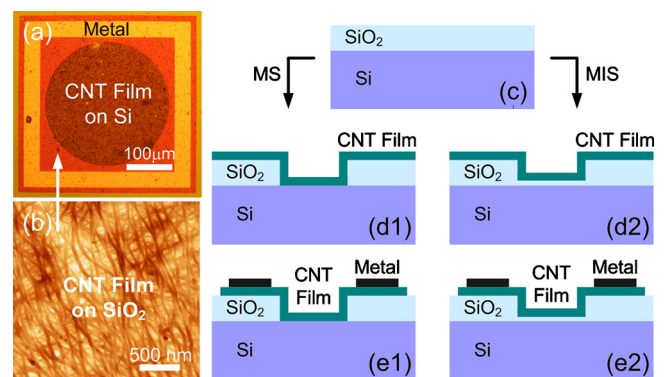 (a)
Metal
CNT Film
on Si
100μm
(b)
CNT Film
on SiO₂
500 nm
SiO₂
Si
(c)
MS
MIS
CNT Film
SiO₂
Si
(d1)
CNT Film
SiO₂
Si
(d2)
CNT
Film
Metal
SiO₂
Si
(e1)
CNT
Film
Metal
SiO₂
Si
(e2)